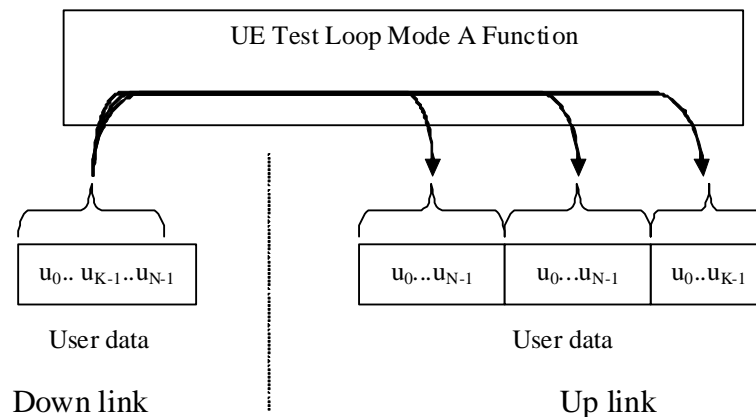 UE Test Loop Mode A Function
u0.. uK-1..uN-1
u0...uN-1
u0...uN-1
u0..uK-1
User data
User data
Down link
Up link